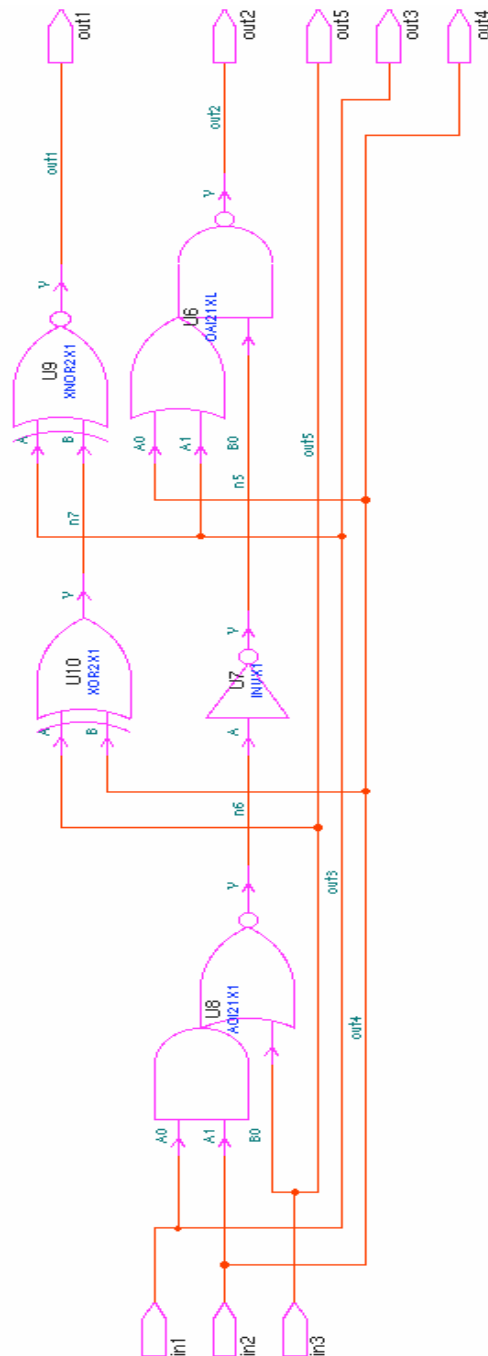 out1
out2
out5
out3
out4
out1
out2
Y
Y
U9
XNOR2X1
U6
OAI21XL
A
B
A0
A1
B0
n7
n5
out5
Y
Y
U10
XOR2X1
U7
INVX1
A
B
A
n6
out3
Y
U8
AOI21X1
out4
A0
A1
B0
in1
in2
in3